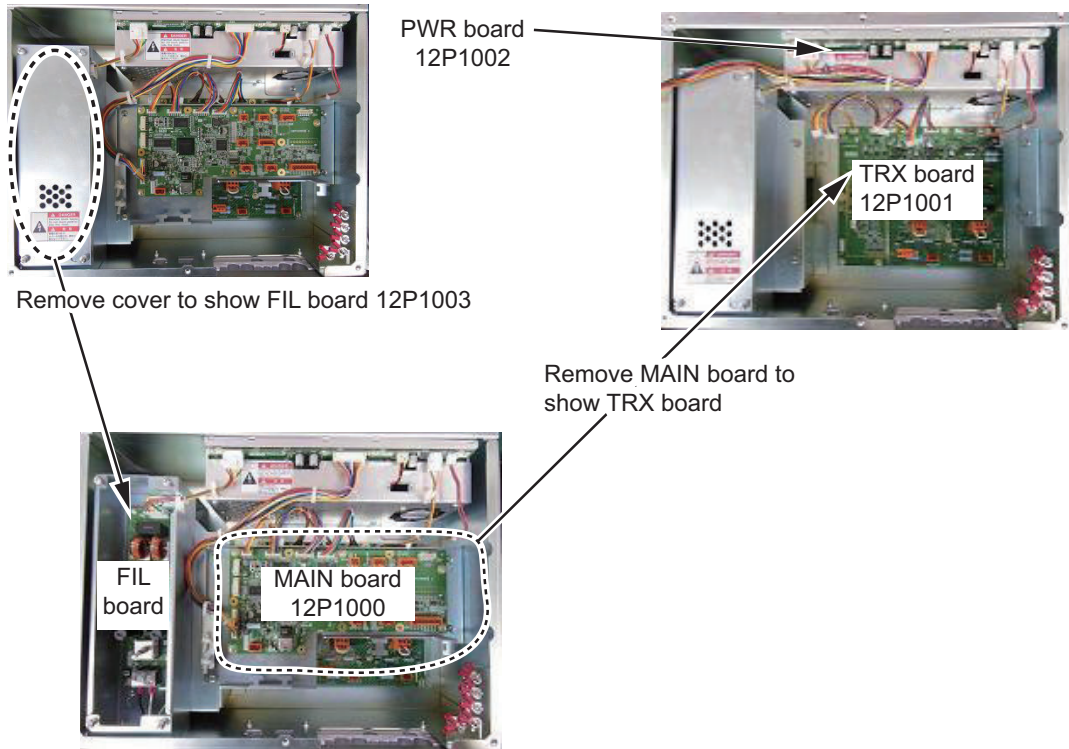 PWR board
12P1002
DANGER
TRX board
12P1001
Remove cover to show FIL board 12P1003
Remove MAIN board to
show TRX board
FIL
board
MAIN board
12P1000